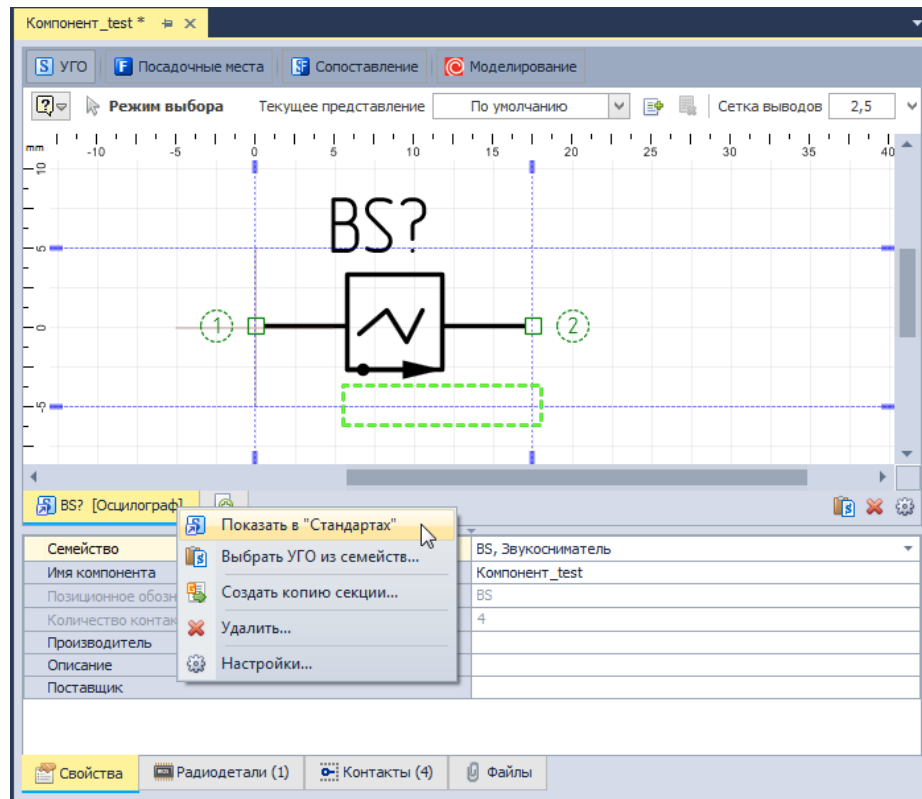 Компонент_test *
S УГО F Посадочные места SF Сопоставление Моделирование
? Режим выбора Текущее представление По умолчанию Сетка выводов 2,5
mm -10 -5 0 5 10 15 20 25 30 35 40
10
5
BS?
0 1 2
-5
BS? [Осцилограф]
Показать в "Стандартах"
Семейство BS, Звукосниматель
Выбрать УГО из семейств...
Имя компонента Компонент_test
Позиционное обозн BS
Создать копию секции...
Количество контак 4
Удалить...
Производитель
Описание
Настройки...
Поставщик
Свойства Радиодетали (1) Контакты (4) Файлы